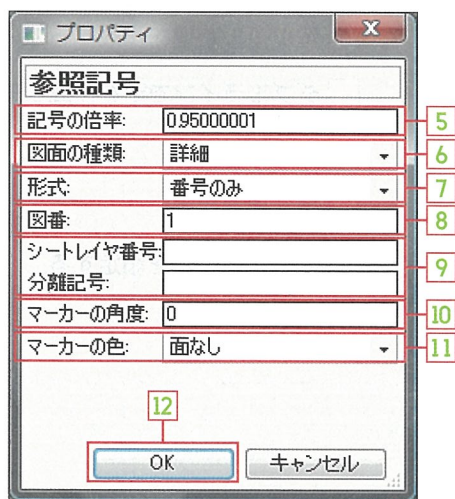 プロパティ
x
参照記号
記号の倍率: 0.95000001 5
図面の種類: 詳細 6
形式: 番号のみ 7
図番: 1 8
シートレイヤ番号:
分離記号: 9
マーカーの角度: 0 10
マーカーの色: 面なし 11
12
OK キャンセル